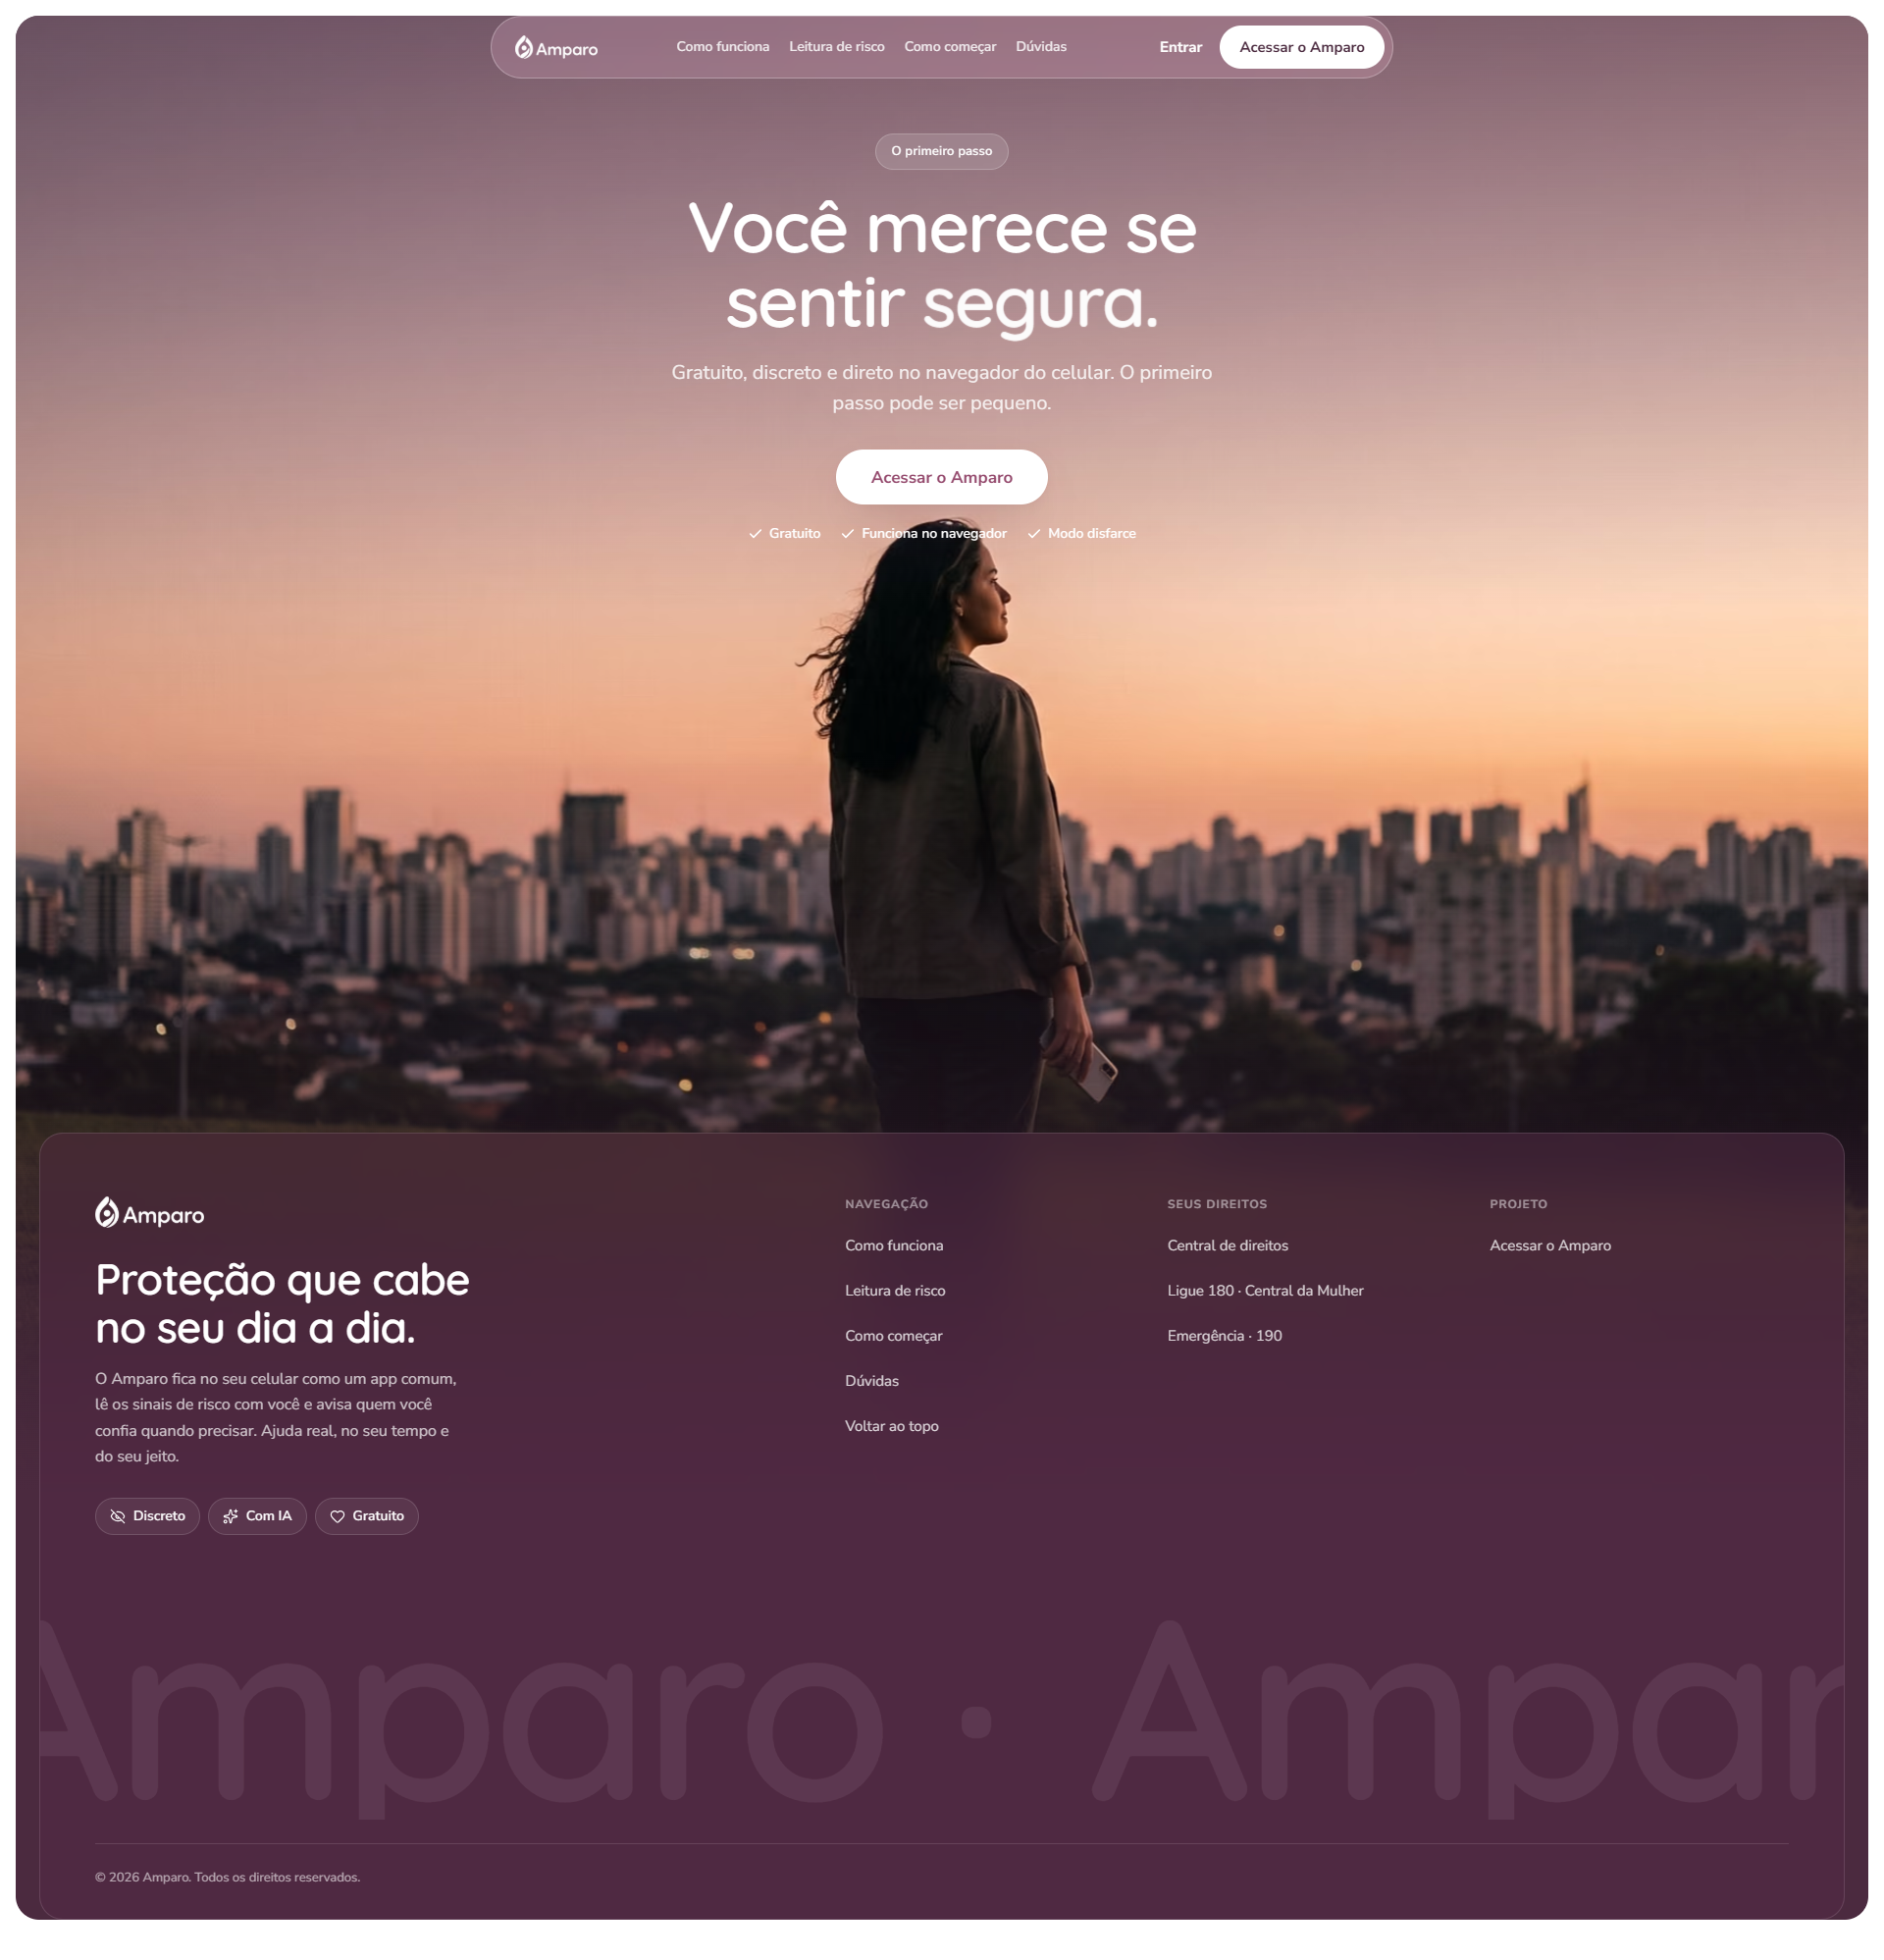 Amparo
Como funciona
Leitura de risco
Como começar
Dúvidas
Entrar
Acessar o Amparo
O primeiro passo
Você merece se
sentir segura.
Gratuito, discreto e direto no navegador do celular. O primeiro
passo pode ser pequeno.
Acessar o Amparo
Gratuito
Funciona no navegador
Modo disfarce
Amparo
Proteção que cabe
no seu dia a dia.
O Amparo fica no seu celular como um app comum,
lê os sinais de risco com você e avisa quem você
confia quando precisar. Ajuda real, no seu tempo e
do seu jeito.
Discreto
Com IA
Gratuito
NAVEGAÇÃO
Como funciona
Leitura de risco
Como começar
Dúvidas
Voltar ao topo
SEUS DIREITOS
Central de direitos
Ligue 180 · Central da Mulher
Emergência · 190
PROJETO
Acessar o Amparo
Amparo · Ampar
© 2026 Amparo. Todos os direitos reservados.